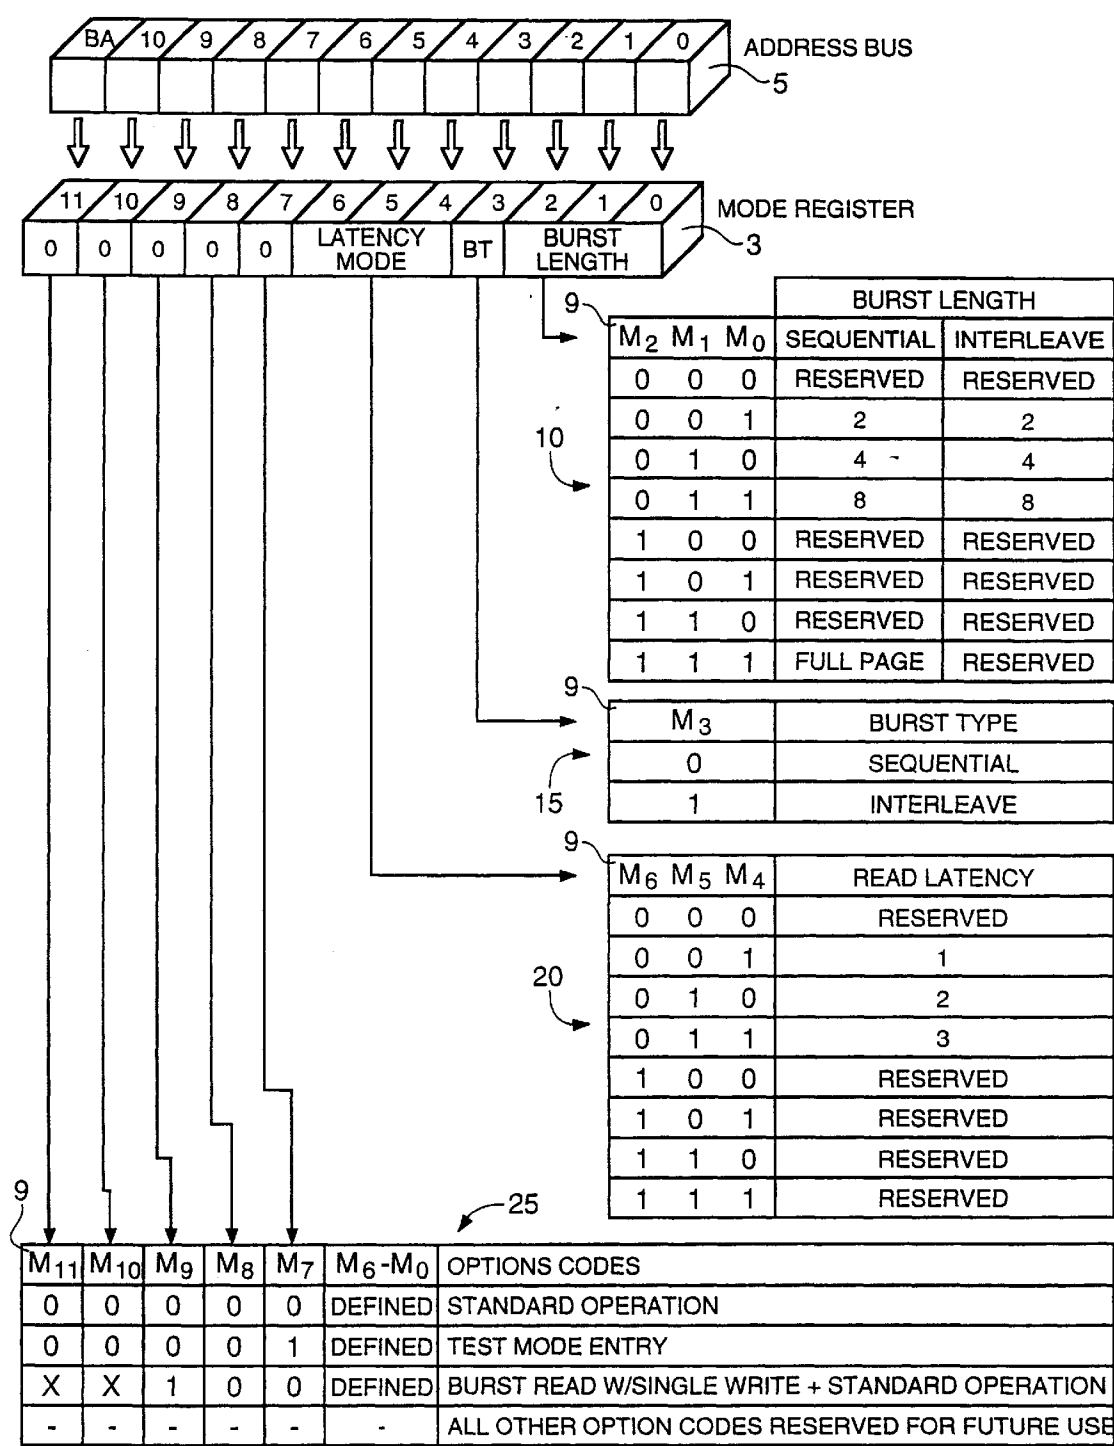 BA 10 9 8 7 6 5 4 3 2 1 0 ADDRESS BUS
5
11 10 9 8 7 6 5 4 3 2 1 0 MODE REGISTER
0 0 0 0 0 LATENCY MODE BT BURST LENGTH 3
BURST LENGTH
9
M2 M1 M0 SEQUENTIAL INTERLEAVE
0 0 0 RESERVED RESERVED
0 0 1 2 2
10
0 1 0 4 4
0 1 1 8 8
1 0 0 RESERVED RESERVED
1 0 1 RESERVED RESERVED
1 1 0 RESERVED RESERVED
1 1 1 FULL PAGE RESERVED
9
M3 BURST TYPE
0 SEQUENTIAL
15
1 INTERLEAVE
9
M6 M5 M4 READ LATENCY
0 0 0 RESERVED
0 0 1 1
20
0 1 0 2
0 1 1 3
1 0 0 RESERVED
1 0 1 RESERVED
1 1 0 RESERVED
1 1 1 RESERVED
9
25
M11 M10 M9 M8 M7 M6-M0 OPTIONS CODES
0 0 0 0 0 DEFINED STANDARD OPERATION
0 0 0 0 1 DEFINED TEST MODE ENTRY
X X 1 0 0 DEFINED BURST READ W/SINGLE WRITE + STANDARD OPERATION
- - - - - - ALL OTHER OPTION CODES RESERVED FOR FUTURE USE